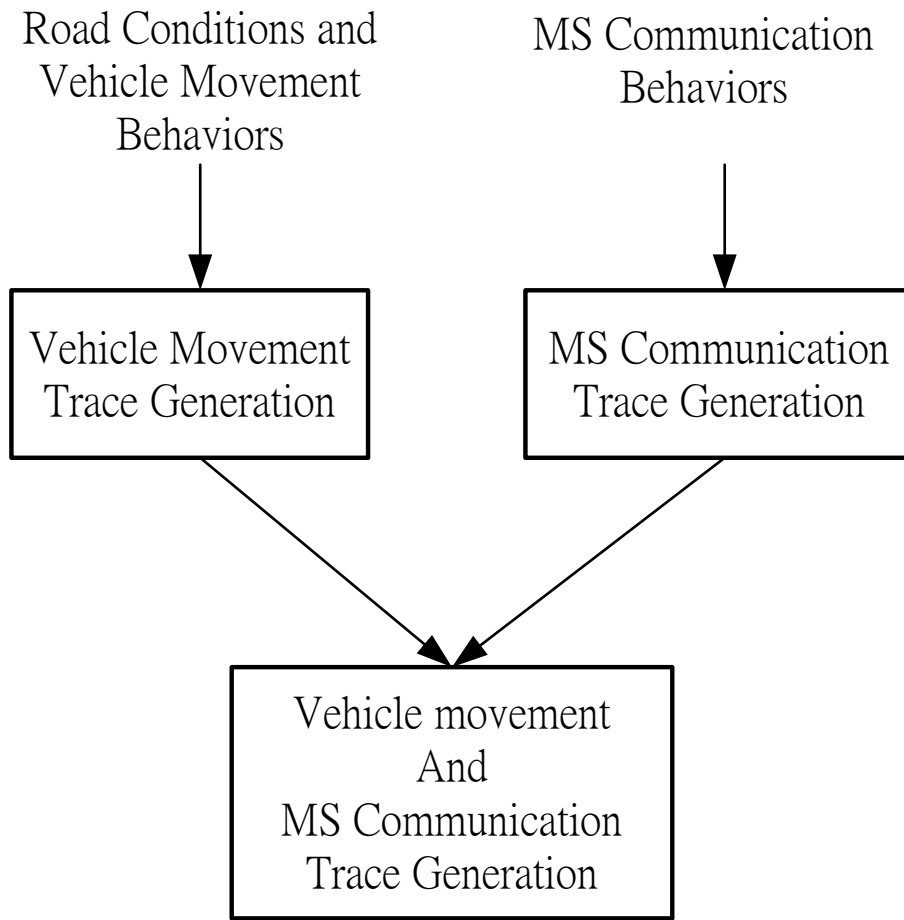 Road Conditions and
Vehicle Movement
Behaviors
MS Communication
Behaviors
Vehicle Movement
Trace Generation
MS Communication
Trace Generation
Vehicle movement
And
MS Communication
Trace Generation